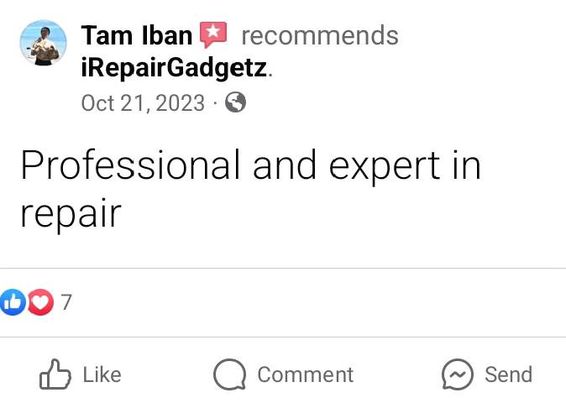 Tam Iban recommends
iRepairGadgetz.
Oct 21, 2023 ·
Professional and expert in
repair
7
Like Comment Send